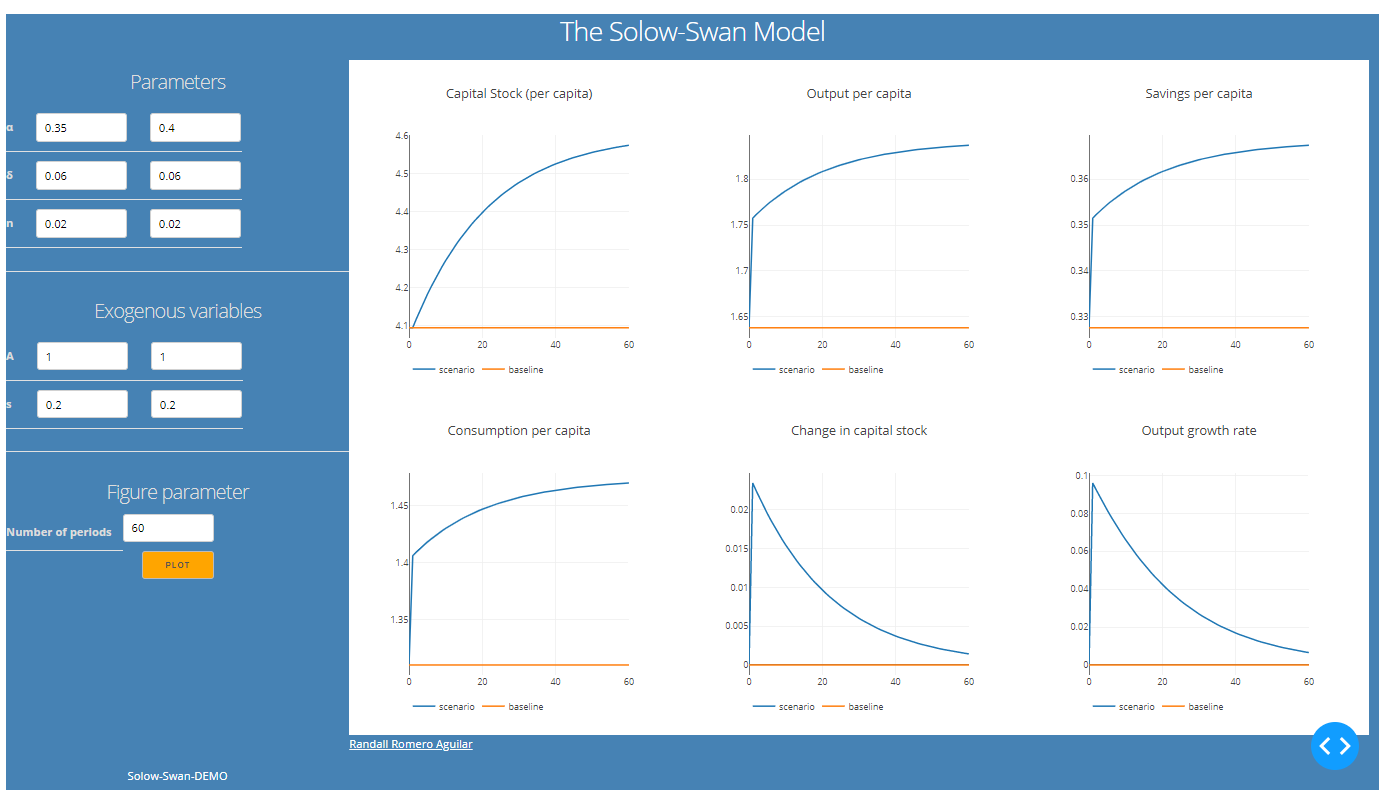 The Solow-Swan Model
Parameters
α 0.35 0.4
δ 0.06 0.06
n 0.02 0.02
Exogenous variables
A 1 1
s 0.2 0.2
Figure parameter
Number of periods 60
PLOT
Solow-Swan-DEMO
Capital Stock (per capita)
4.6
4.5
4.4
4.3
4.2
4.1
0 20 40 60
scenario baseline
Output per capita
1.8
1.75
1.7
1.65
0 20 40 60
scenario baseline
Savings per capita
0.36
0.35
0.34
0.33
0 20 40 60
scenario baseline
Consumption per capita
1.45
1.4
1.35
0 20 40 60
scenario baseline
Change in capital stock
0.02
0.015
0.01
0.005
0
0 20 40 60
scenario baseline
Output growth rate
0.1
0.08
0.06
0.04
0.02
0
0 20 40 60
scenario baseline
Randall Romero Aguilar